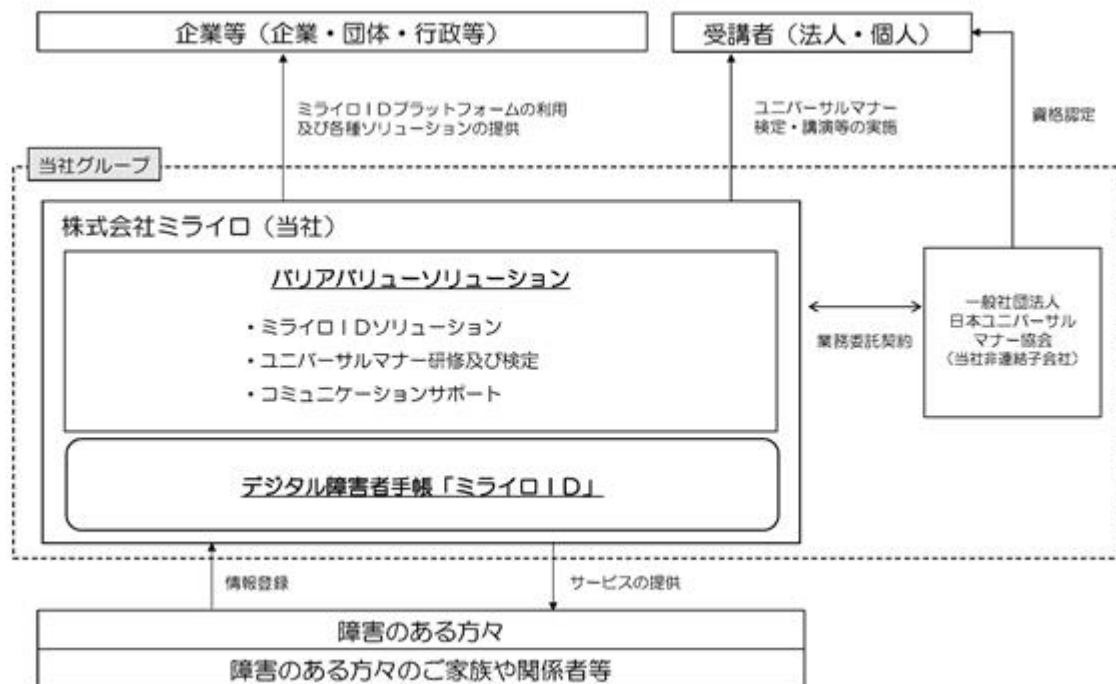 企業等（企業・団体・行政等）
受講者（法人・個人）
ミライロＩＤプラットフォームの利用
及び各種ソリューションの提供
ユニバーサルマナー
検定・講演等の実施
資格認定
当社グループ
株式会社ミライロ（当社）
バリアバリューソリューション
・ミライロＩＤソリューション
・ユニバーサルマナー研修及び検定
・コミュニケーションサポート
業務委託契約
一般社団法人
日本ユニバーサル
マナー協会
（当社非連結子会社）
デジタル障害者手帳「ミライロＩＤ」
情報登録
サービスの提供
障害のある方々
障害のある方々のご家族や関係者等